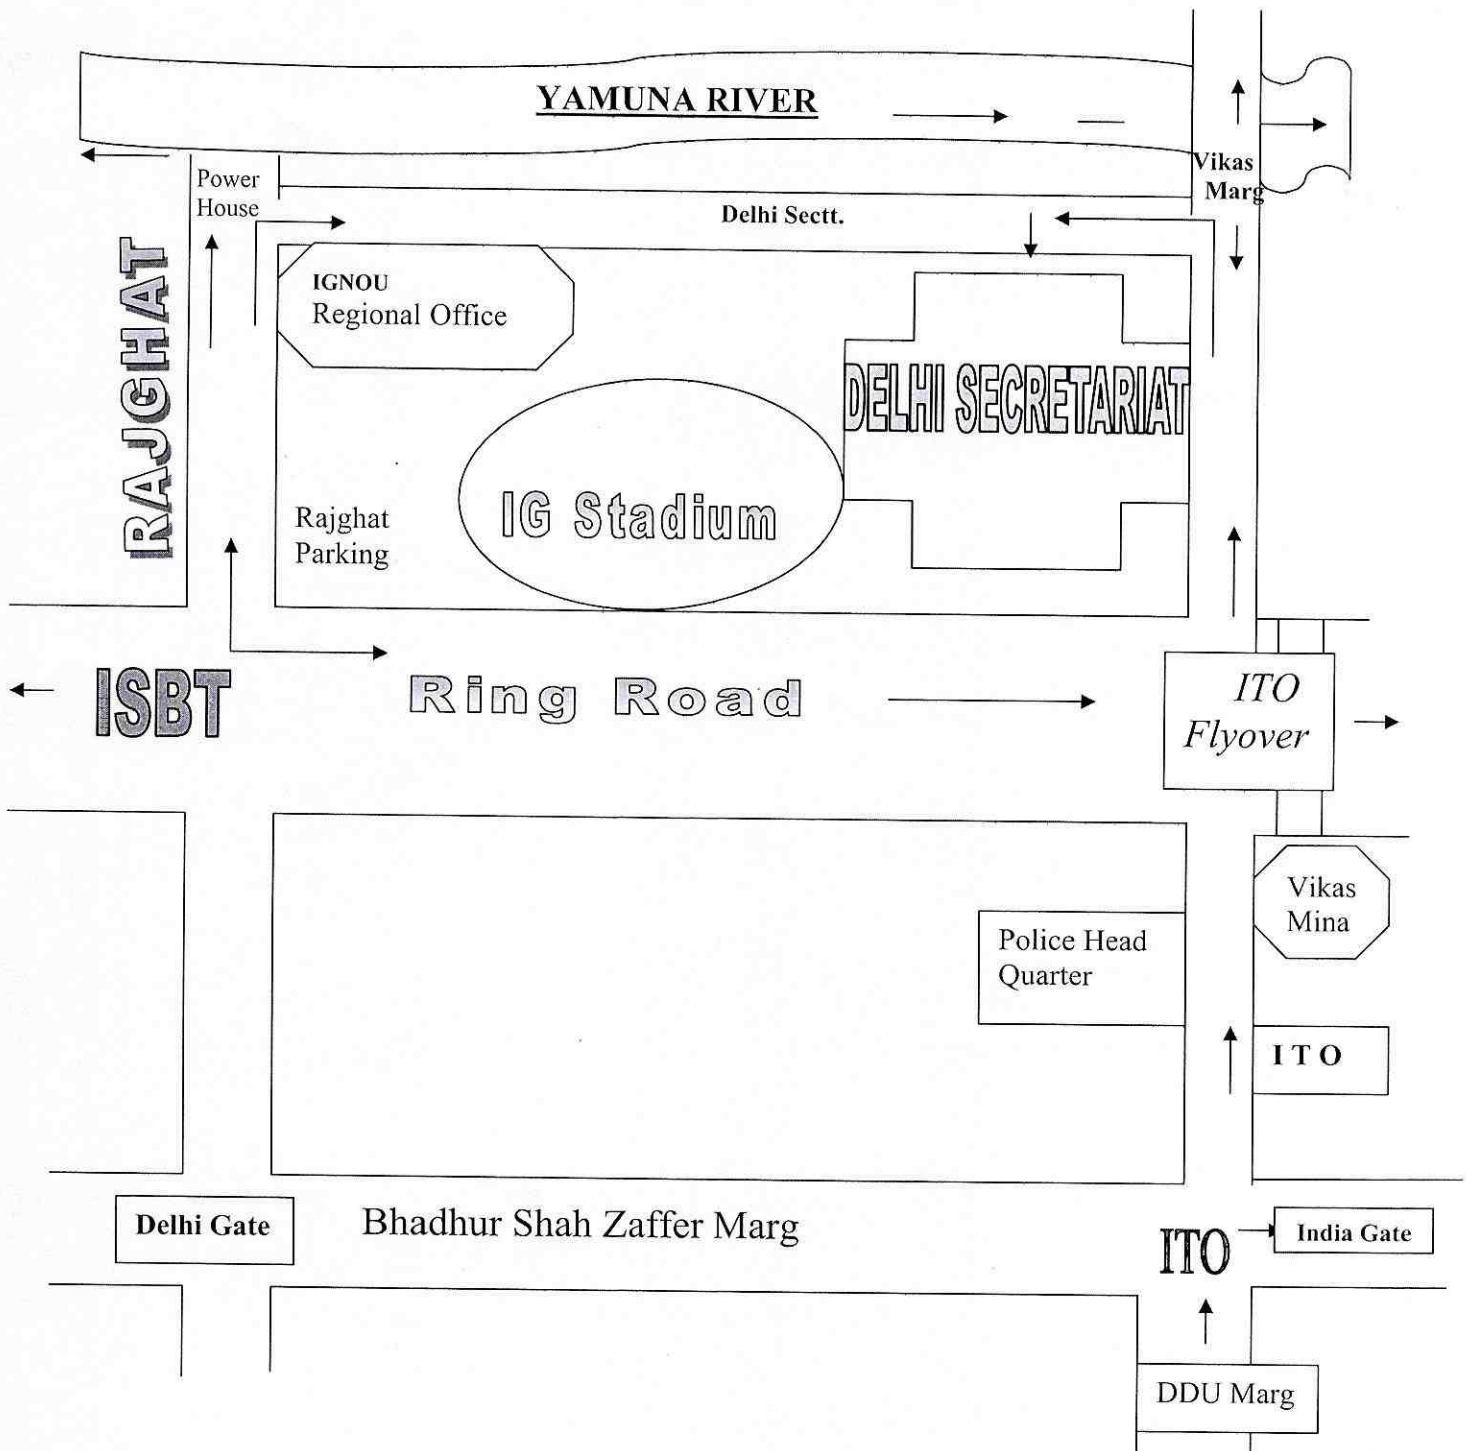 YAMUNA RIVER
Vikas
Marg
Power
House
Delhi Sectt.
RAJGHAT
IGNOU
Regional Office
DELHI SECRETARIAT
IG Stadium
Rajghat
Parking
ISBT
Ring Road
ITO
Flyover
Vikas
Mina
Police Head
Quarter
I T O
Delhi Gate
Bhadhur Shah Zaffer Marg
ITO
India Gate
DDU Marg